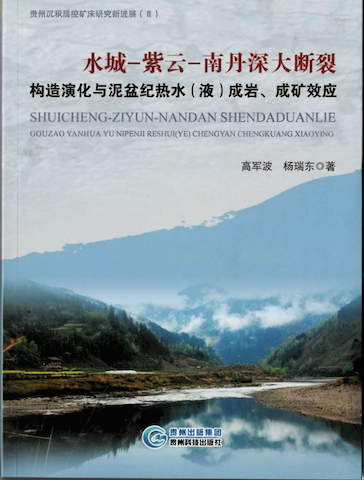 贵州沉积层控矿床研究新进展(Ⅱ)
水城-紫云-南丹深大断裂
构造演化与泥盆纪热水(液)成岩、成矿效应
SHUICHENG-ZIYUN-NANDAN SHENDADUANLIE
GOUZAO YANHUA YU NIPENJI RESHUI(YE) CHENGYAN CHENGKUANG XIAOYING
高军波 杨瑞东◎著
贵州出版集团
贵州科技出版社